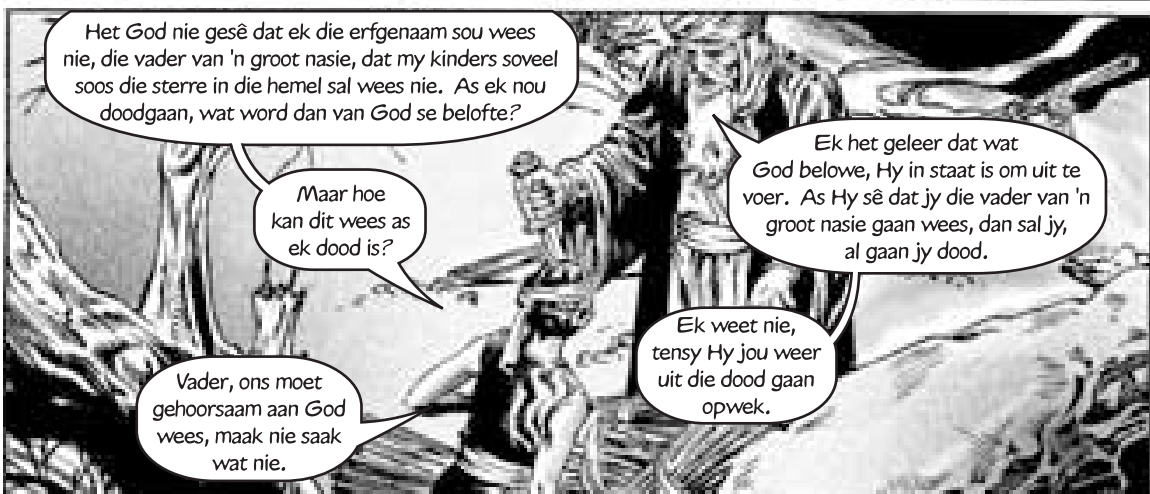 Het God nie gesê dat ek die erfgenaam sou wees
nie, die vader van 'n groot nasie, dat my kinders soveel
soos die sterre in die hemel sal wees nie. As ek nou
doodgaan, wat word dan van God se belofte?
Ek het geleer dat wat
God belowe, Hy in staat is om uit te
voer. As Hy sê dat jy die vader van 'n
groot nasie gaan wees, dan sal jy,
al gaan jy dood.
Maar hoe
kan dit wees as
ek dood is?
Ek weet nie,
tensy Hy jou weer
uit die dood gaan
opwek.
Vader, ons moet
gehoorsaam aan God
wees, maak nie saak
wat nie.